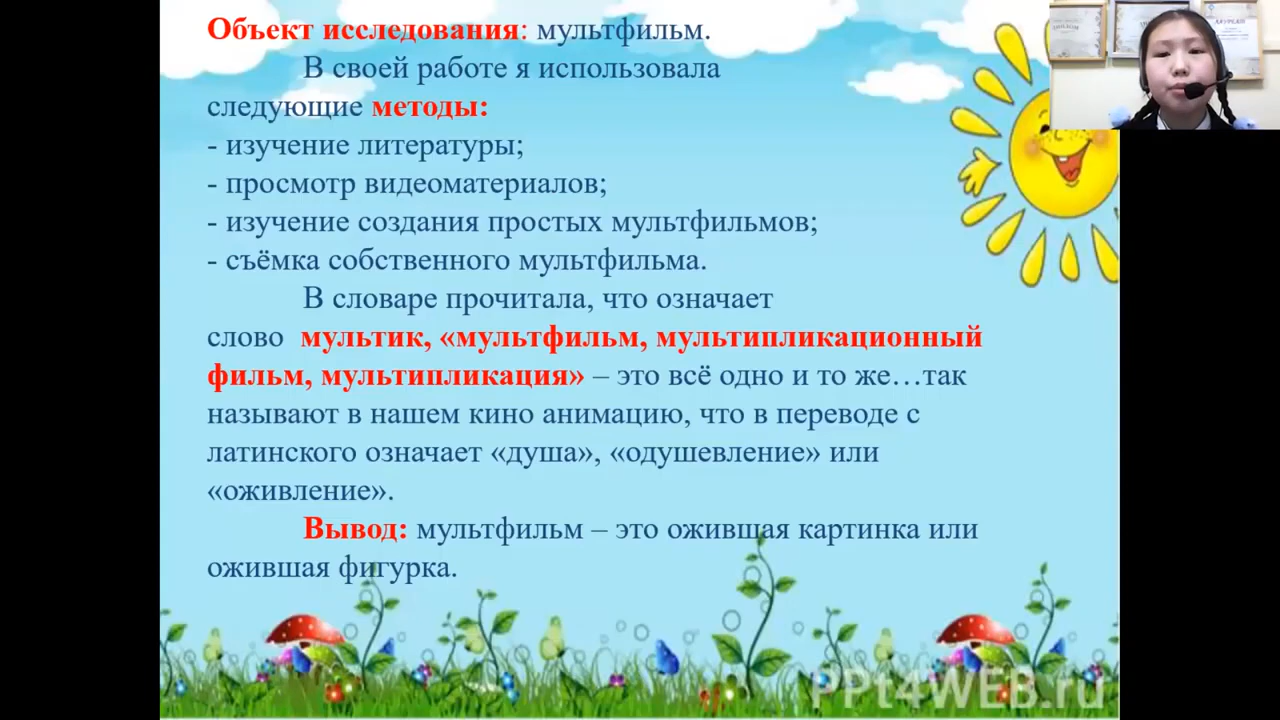 Объект исследования: мультфильм.
В своей работе я использовала
следующие методы:
- изучение литературы;
- просмотр видеоматериалов;
- изучение создания простых мультфильмов;
- съёмка собственного мультфильма.
В словаре прочитала, что означает
слово мультик, «мультфильм, мультипликационный
фильм, мультипликация» – это всё одно и то же…так
называют в нашем кино анимацию, что в переводе с
латинского означает «душа», «одушевление» или
«оживление».
Вывод: мультфильм – это ожившая картинка или
ожившая фигурка.
PPt4WEB.ru